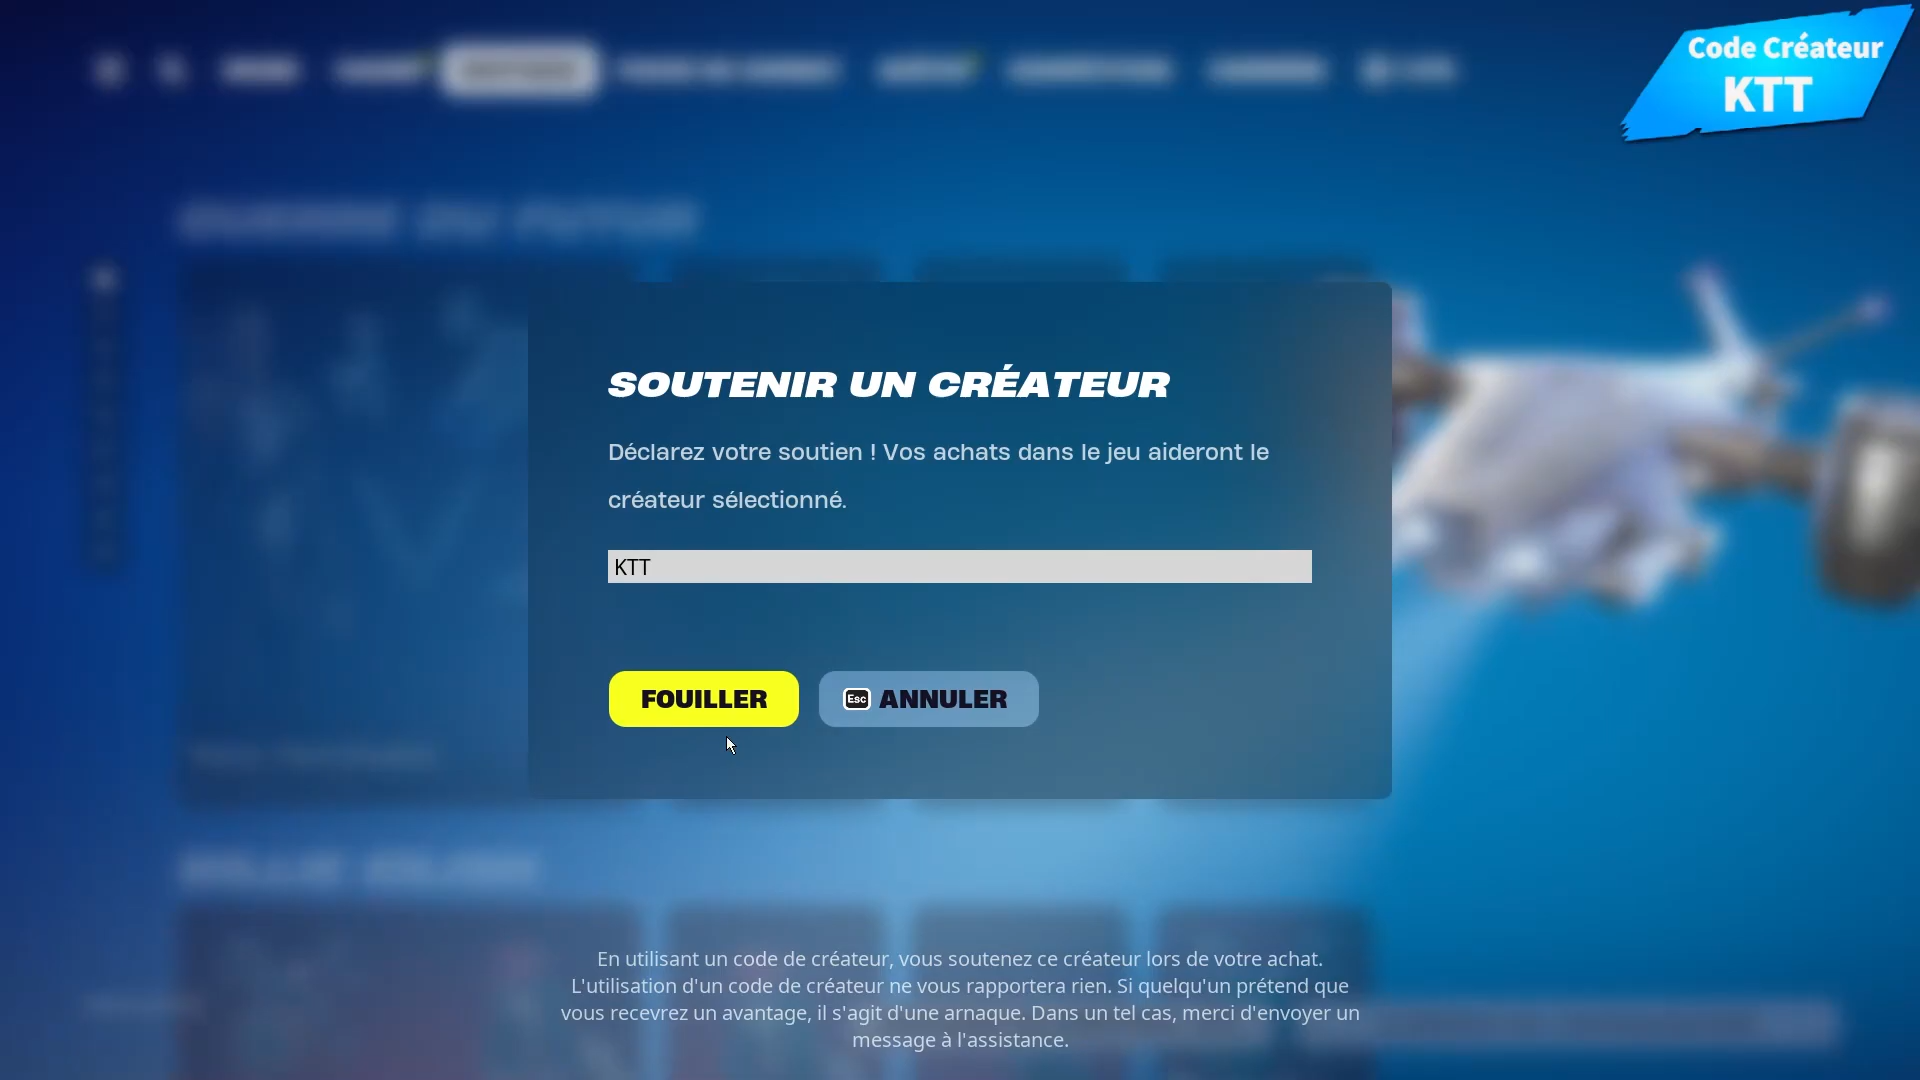 Code Créateur
KTT
SOUTENIR UN CRÉATEUR
Déclarez votre soutien ! Vos achats dans le jeu aideront le
créateur sélectionné.
KTT
FOUILLER
Esc ANNULER
En utilisant un code de créateur, vous soutenez ce créateur lors de votre achat.
L'utilisation d'un code de créateur ne vous rapportera rien. Si quelqu'un prétend que
vous recevrez un avantage, il s'agit d'une arnaque. Dans un tel cas, merci d'envoyer un
message à l'assistance.